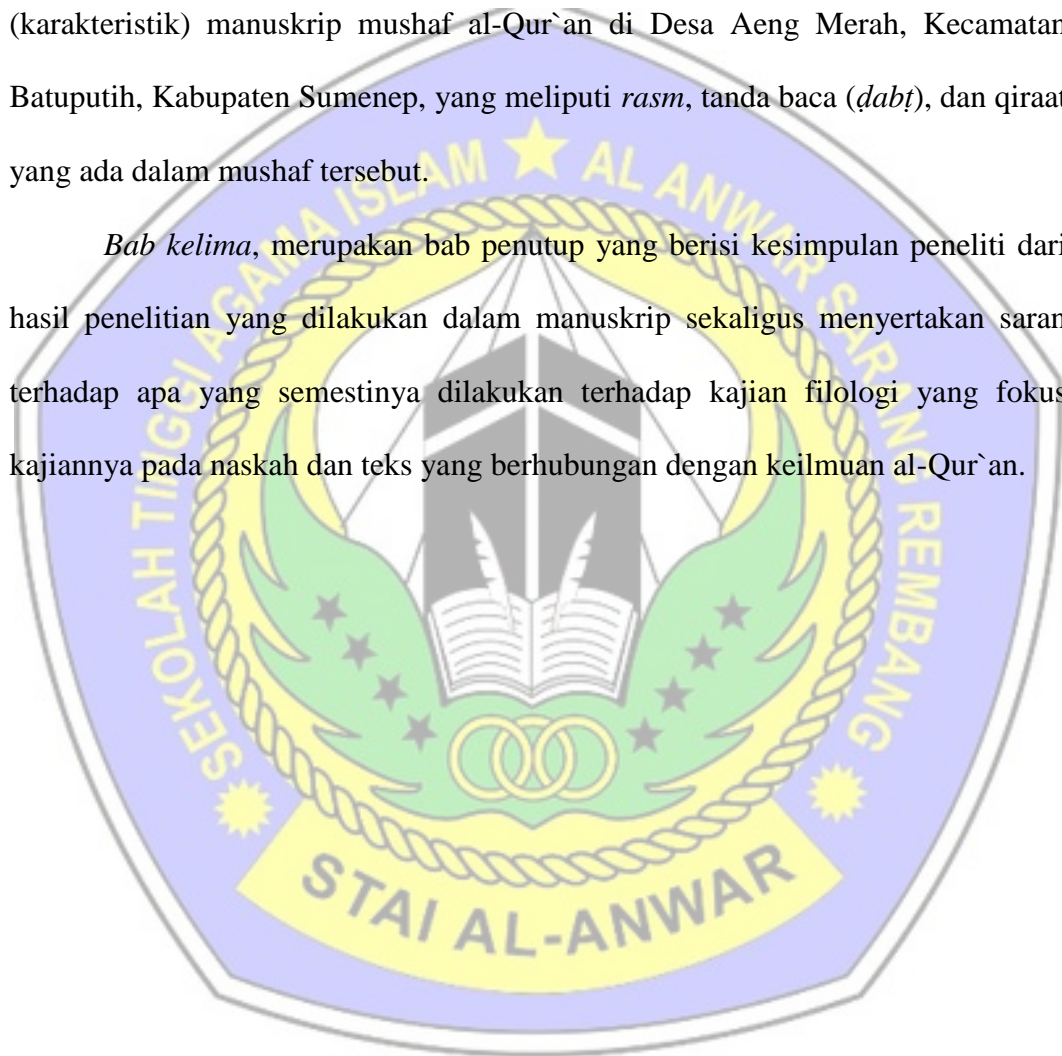 (karakteristik) manuskrip mushaf al-Qur`an di Desa Aeng Merah, Kecamatan
Batuputih, Kabupaten Sumenep, yang meliputi rasm, tanda baca (ḍabṭ), dan qiraat
yang ada dalam mushaf tersebut.
Bab kelima, merupakan bab penutup yang berisi kesimpulan peneliti dari
hasil penelitian yang dilakukan dalam manuskrip sekaligus menyertakan saran
terhadap apa yang semestinya dilakukan terhadap kajian filologi yang fokus
kajiannya pada naskah dan teks yang berhubungan dengan keilmuan al-Qur`an.
SEKOLAH TINGGI AGAMA ISLAM ★ AL ANWAR SARANG REMBANG
STAI AL-ANWAR